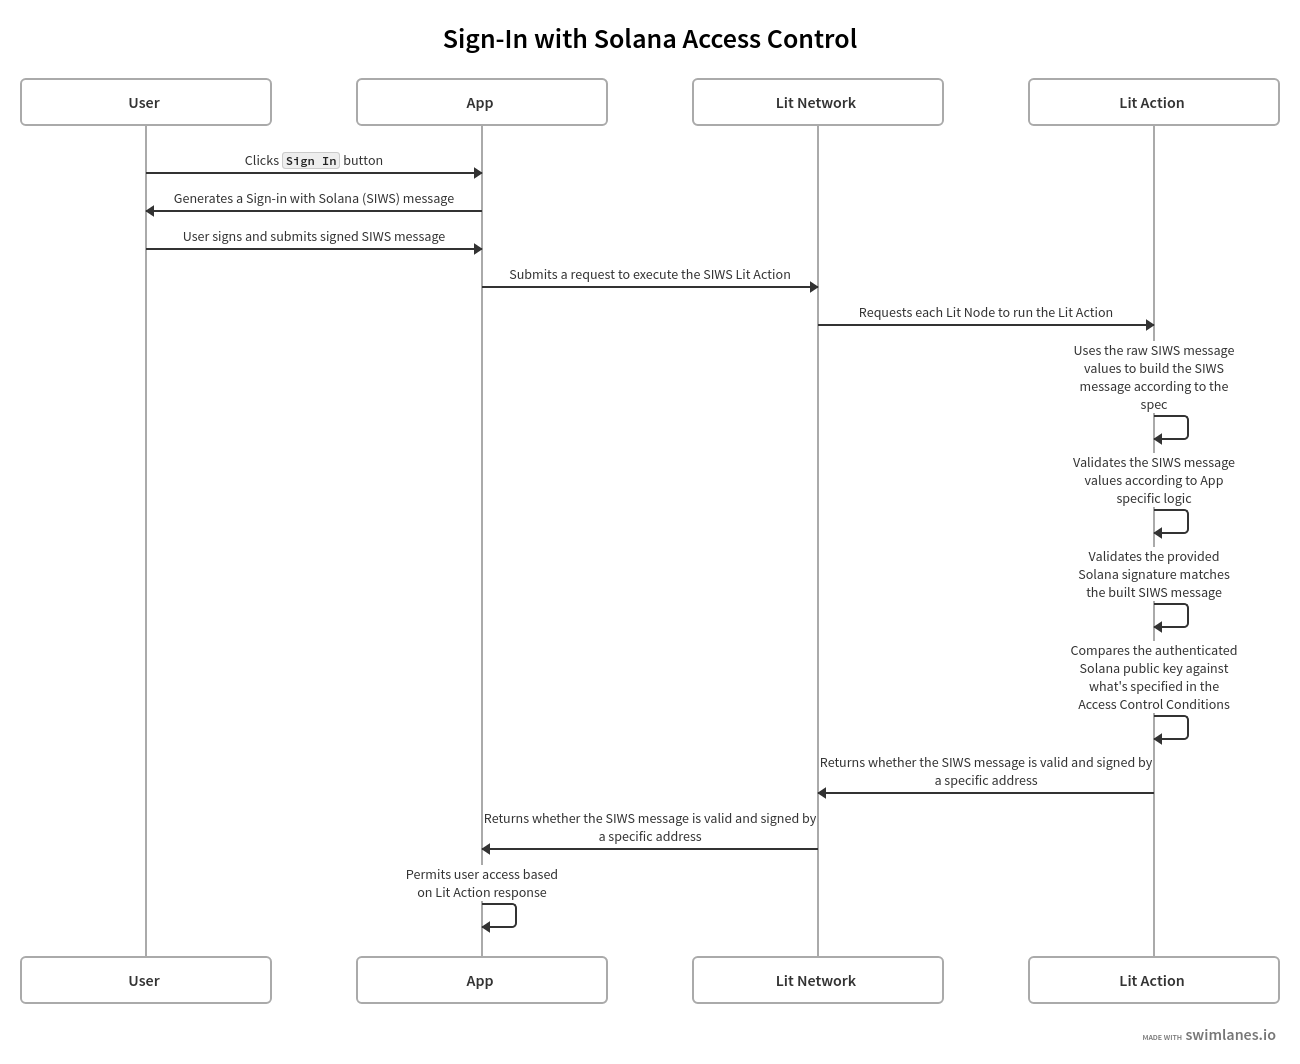 Sign-In with Solana Access Control
User
App
Lit Network
Lit Action
Clicks Sign In button
Generates a Sign-in with Solana (SIWS) message
User signs and submits signed SIWS message
Submits a request to execute the SIWS Lit Action
Requests each Lit Node to run the Lit Action
Uses the raw SIWS message
values to build the SIWS
message according to the
spec
Validates the SIWS message
values according to App
specific logic
Validates the provided
Solana signature matches
the built SIWS message
Compares the authenticated
Solana public key against
what's specified in the
Access Control Conditions
Returns whether the SIWS message is valid and signed by
a specific address
Returns whether the SIWS message is valid and signed by
a specific address
Permits user access based
on Lit Action response
User
App
Lit Network
Lit Action
MADE WITH swimlanes.io